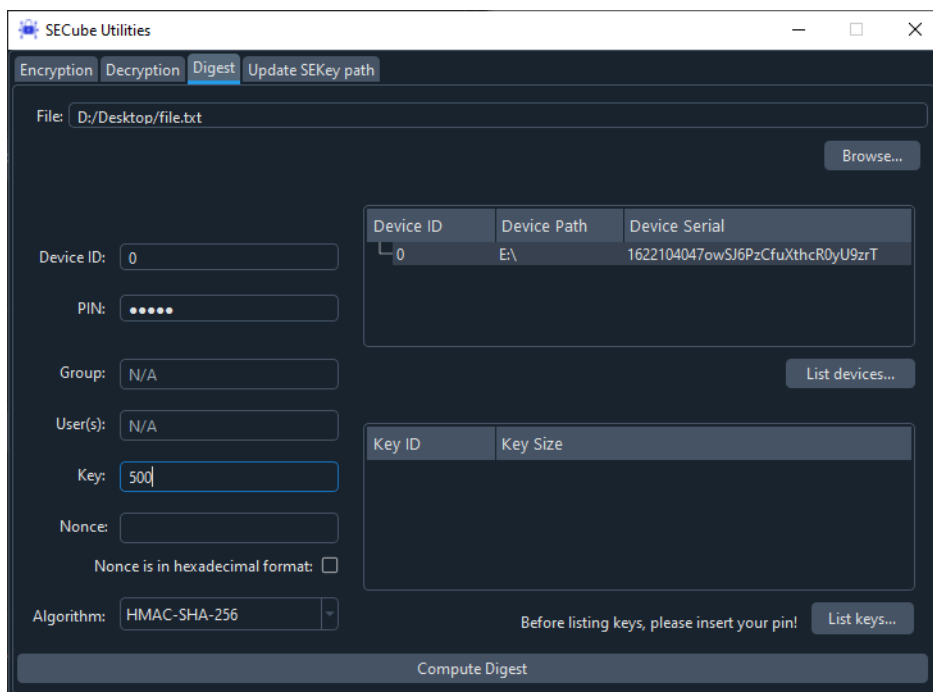 SECube Utilities
Encryption Decryption Digest Update SEKey path
File: D:/Desktop/file.txt
Browse...
Device ID Device Path Device Serial
0 E:\ 1622104047owSJ6PzCfuXthcR0yU9zrT
Device ID: 0
PIN: •••••
List devices...
Group: N/A
User(s): N/A
Key ID Key Size
Key: 500
Nonce:
Nonce is in hexadecimal format:
Algorithm: HMAC-SHA-256
Before listing keys, please insert your pin! List keys...
Compute Digest